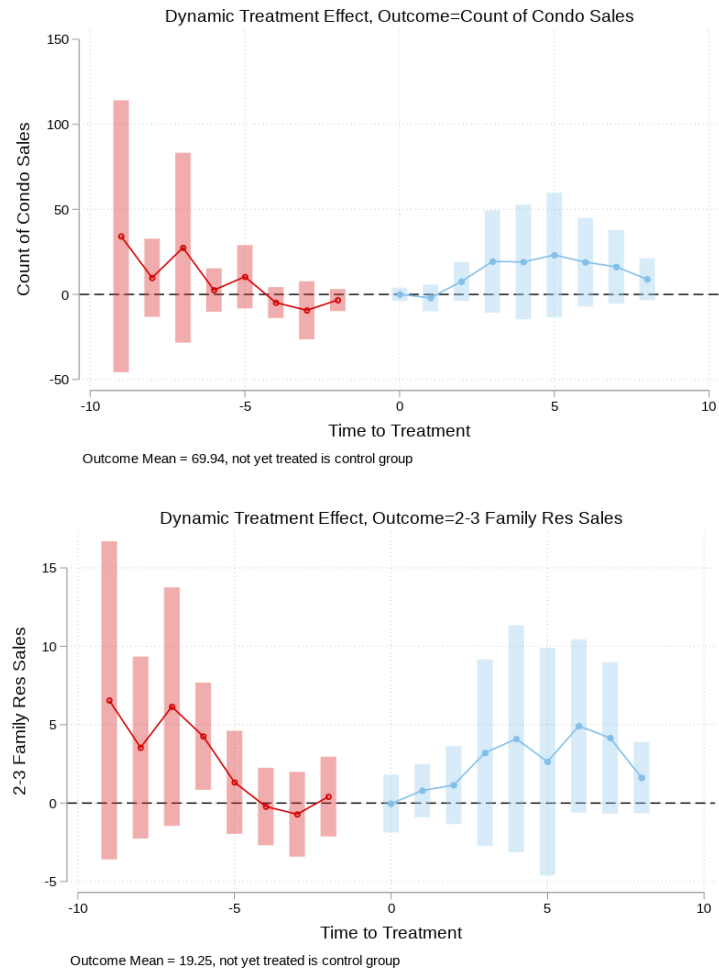 Dynamic Treatment Effect, Outcome=Count of Condo Sales
150
100
50
0
-50
Count of Condo Sales
-10
-5
0
5
10
Time to Treatment
Outcome Mean = 69.94, not yet treated is control group
Dynamic Treatment Effect, Outcome=2-3 Family Res Sales
15
10
5
0
-5
2-3 Family Res Sales
-10
-5
0
5
10
Time to Treatment
Outcome Mean = 19.25, not yet treated is control group